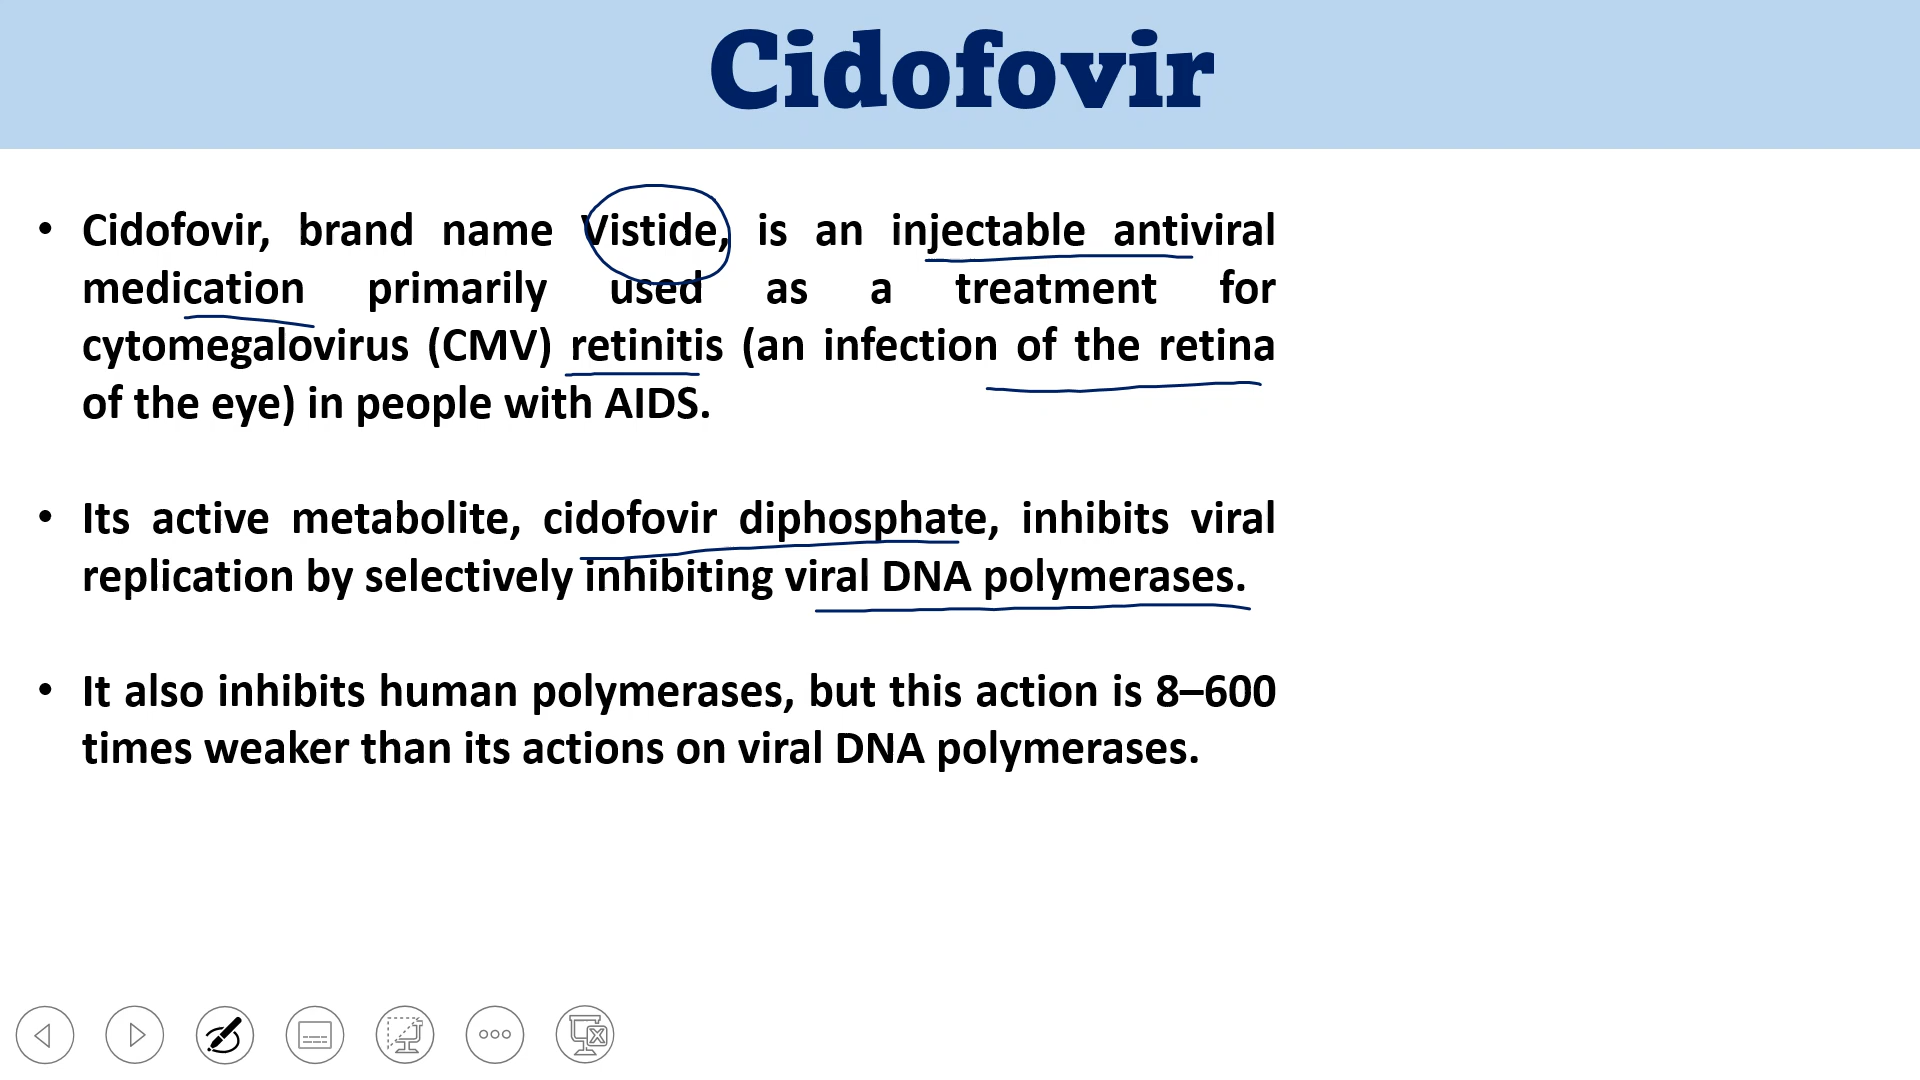 Cidofovir
• Cidofovir, brand name Vistide, is an injectable antiviral
medication primarily used as a treatment for
cytomegalovirus (CMV) retinitis (an infection of the retina
of the eye) in people with AIDS.
• Its active metabolite, cidofovir diphosphate, inhibits viral
replication by selectively inhibiting viral DNA polymerases.
• It also inhibits human polymerases, but this action is 8–600
times weaker than its actions on viral DNA polymerases.